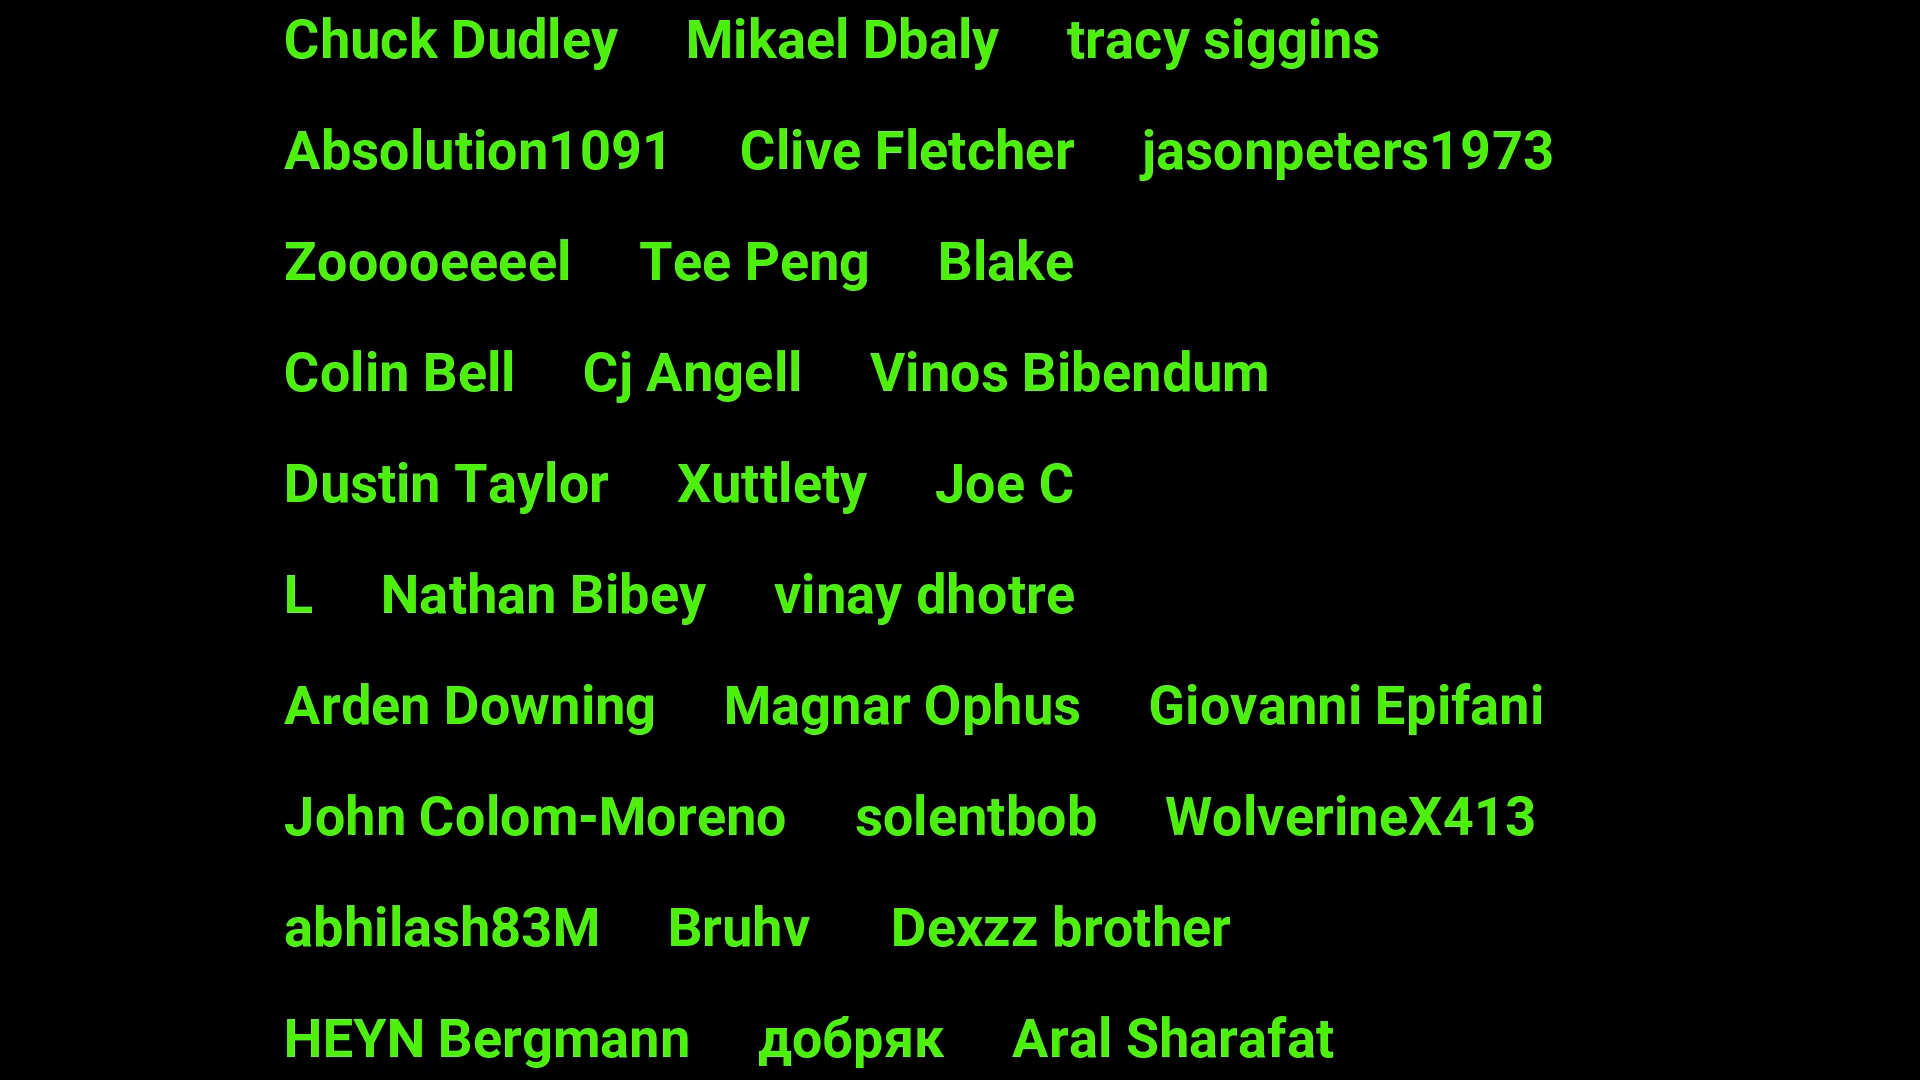 Chuck Dudley Mikael Dbaly tracy siggins
Absolution1091 Clive Fletcher jasonpeters1973
Zooooeeeel Tee Peng Blake
Colin Bell Cj Angell Vinos Bibendum
Dustin Taylor Xuttlety Joe C
L Nathan Bibey vinay dhotre
Arden Downing Magnar Ophus Giovanni Epifani
John Colom-Moreno solentbob WolverineX413
abhilash83M Bruhv Dexzz brother
HEYN Bergmann добряк Aral Sharafat